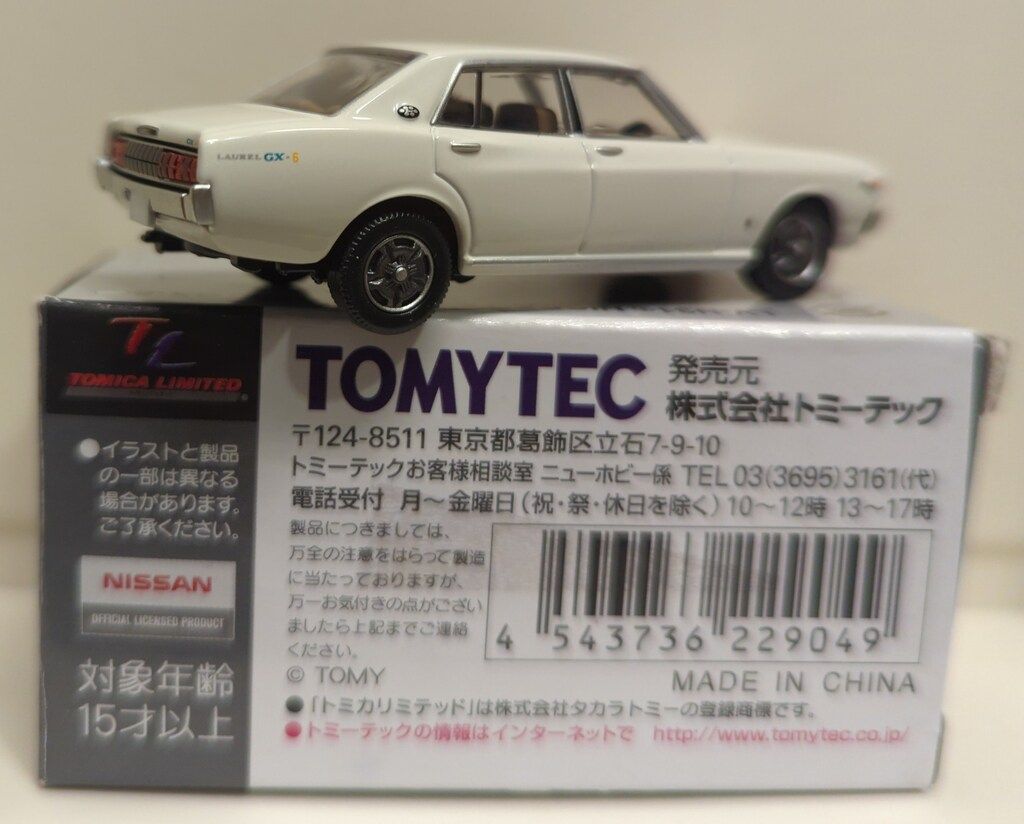 LAUREL GX-6
TOMICA LIMITED
●イラストと製品
の一部は異なる
場合があります。
ご了承ください。
NISSAN
OFFICIAL LICENSED PRODUCT
対象年齢
15才以上
TOMYTEC
発売元
株式会社トミーテック
〒124-8511 東京都葛飾区立石7-9-10
トミーテックお客様相談室 ニューホビー係 TEL 03(3695)3161(代)
電話受付 月～金曜日(祝・祭・休日を除く)10～12時 13～17時
製品につきましては、
万全の注意をはらって製造
に当たっておりますが、
万一お気付きの点がござい
ましたら上記までご連絡
ください。
4 543736 229049
© TOMY
MADE IN CHINA
●「トミカリミテッド」は株式会社タカラトミーの登録商標です。
●トミーテックの情報はインターネットで http://www.tomytec.co.jp/